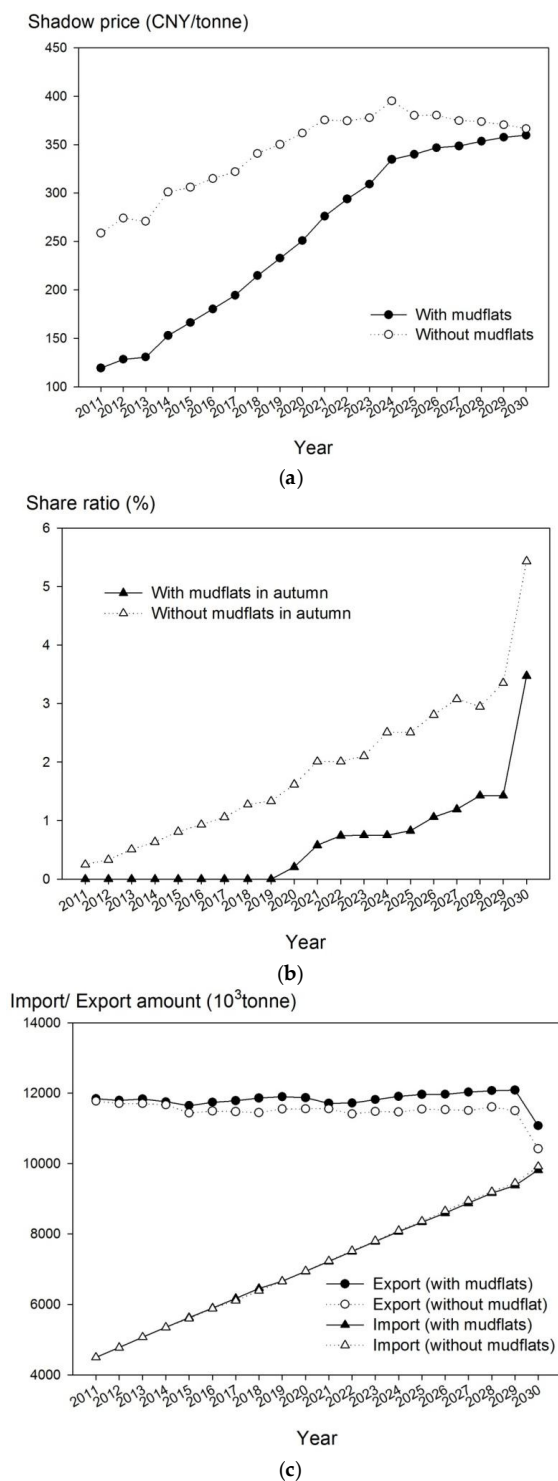 Shadow price (CNY/tonne)
450
400
350
300
250
200
150
100
With mudflats
Without mudflats
2011 2012 2013 2014 2015 2016 2017 2018 2019 2020 2021 2022 2023 2024 2025 2026 2027 2028 2029 2030
Year
(a)
Share ratio (%)
6
5
4
3
2
1
0
With mudflats in autumn
Without mudflats in autumn
2011 2012 2013 2014 2015 2016 2017 2018 2019 2020 2021 2022 2023 2024 2025 2026 2027 2028 2029 2030
Year
(b)
Import/ Export amount (10³tonne)
14000
12000
10000
8000
6000
4000
Export (with mudflats)
Export (without mudflat)
Import (with mudflats)
Import (without mudflats)
2011 2012 2013 2014 2015 2016 2017 2018 2019 2020 2021 2022 2023 2024 2025 2026 2027 2028 2029 2030
Year
(c)